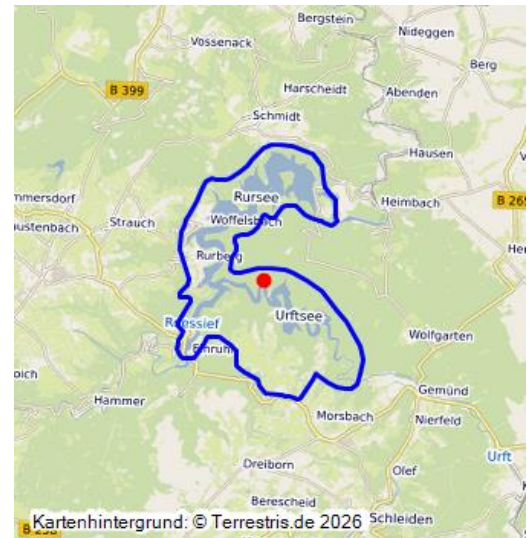 Bergstein
Nideggen
Vossenack
Berg
B 399
Harscheidt
Abenden
Schmidt
Hausen
Rursee
Heimbach
B 265
mmersdorf
Strauch
Woffelsbach
ustenbach
Rurberg
Urftsee
Einruhr
Wolfgarten
oich
Hammer
Gemünd
Morsbach
Nierfeld
Urft
Dreiborn
Olef
Berescheid
Schleiden
B 258
Kartenhintergrund: © Terrestris.de 2026